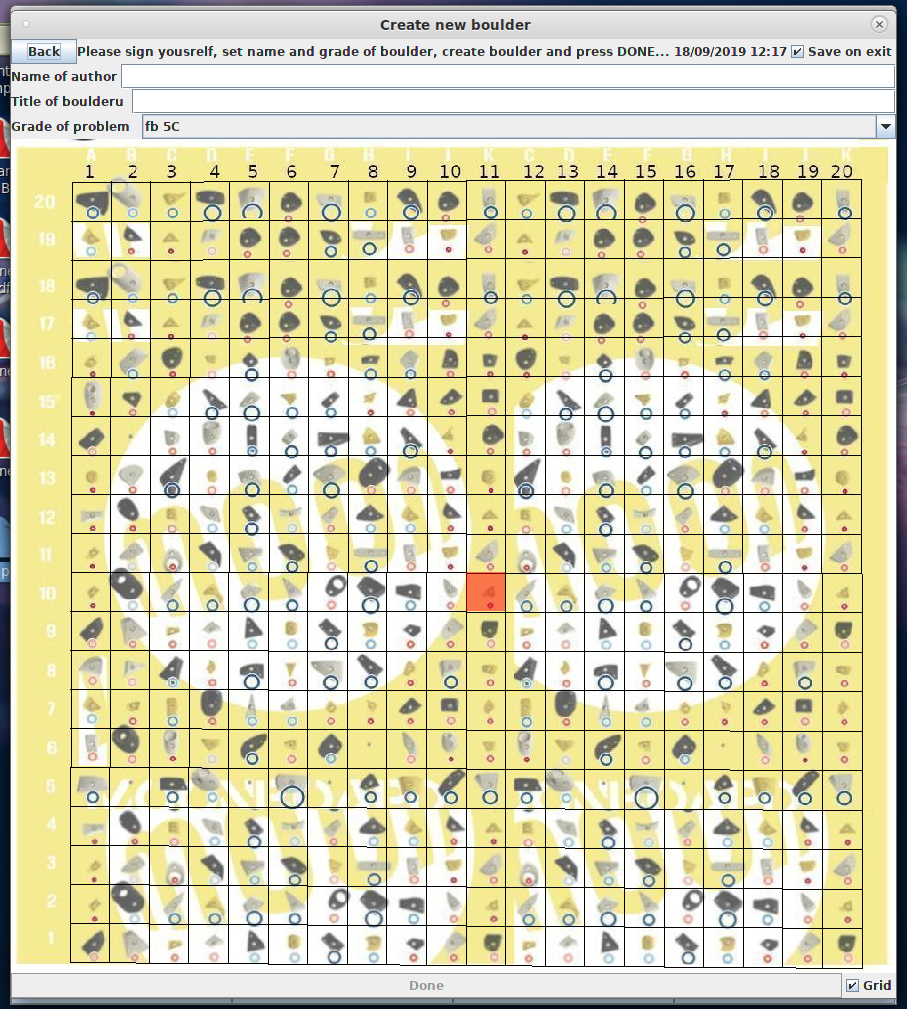 Create new boulder
Back Please sign yousrelf, set name and grade of boulder, create boulder and press DONE... 18/09/2019 12:17 Save on exit
Name of author
Title of boulderu
Grade of problem fb 5C
A B C D E F G H I J K C D E F G H I J K
1 2 3 4 5 6 7 8 9 10 11 12 13 14 15 16 17 18 19 20
20
19
18
17
16
15
14
13
12
11
10
9
8
7
6
5
4
3
2
1
Done Grid